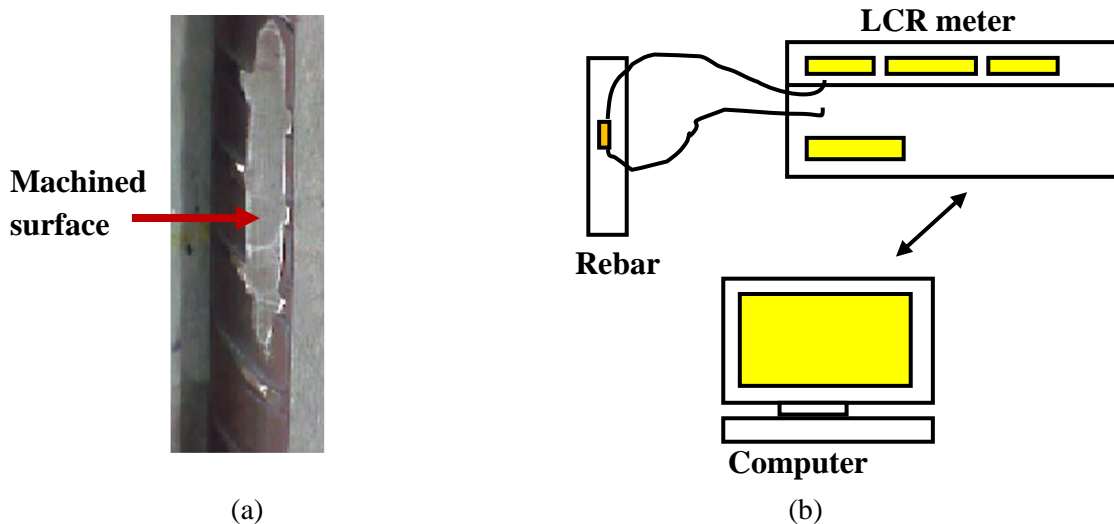 Machined
surface
LCR meter
Rebar
Computer
(a)
(b)